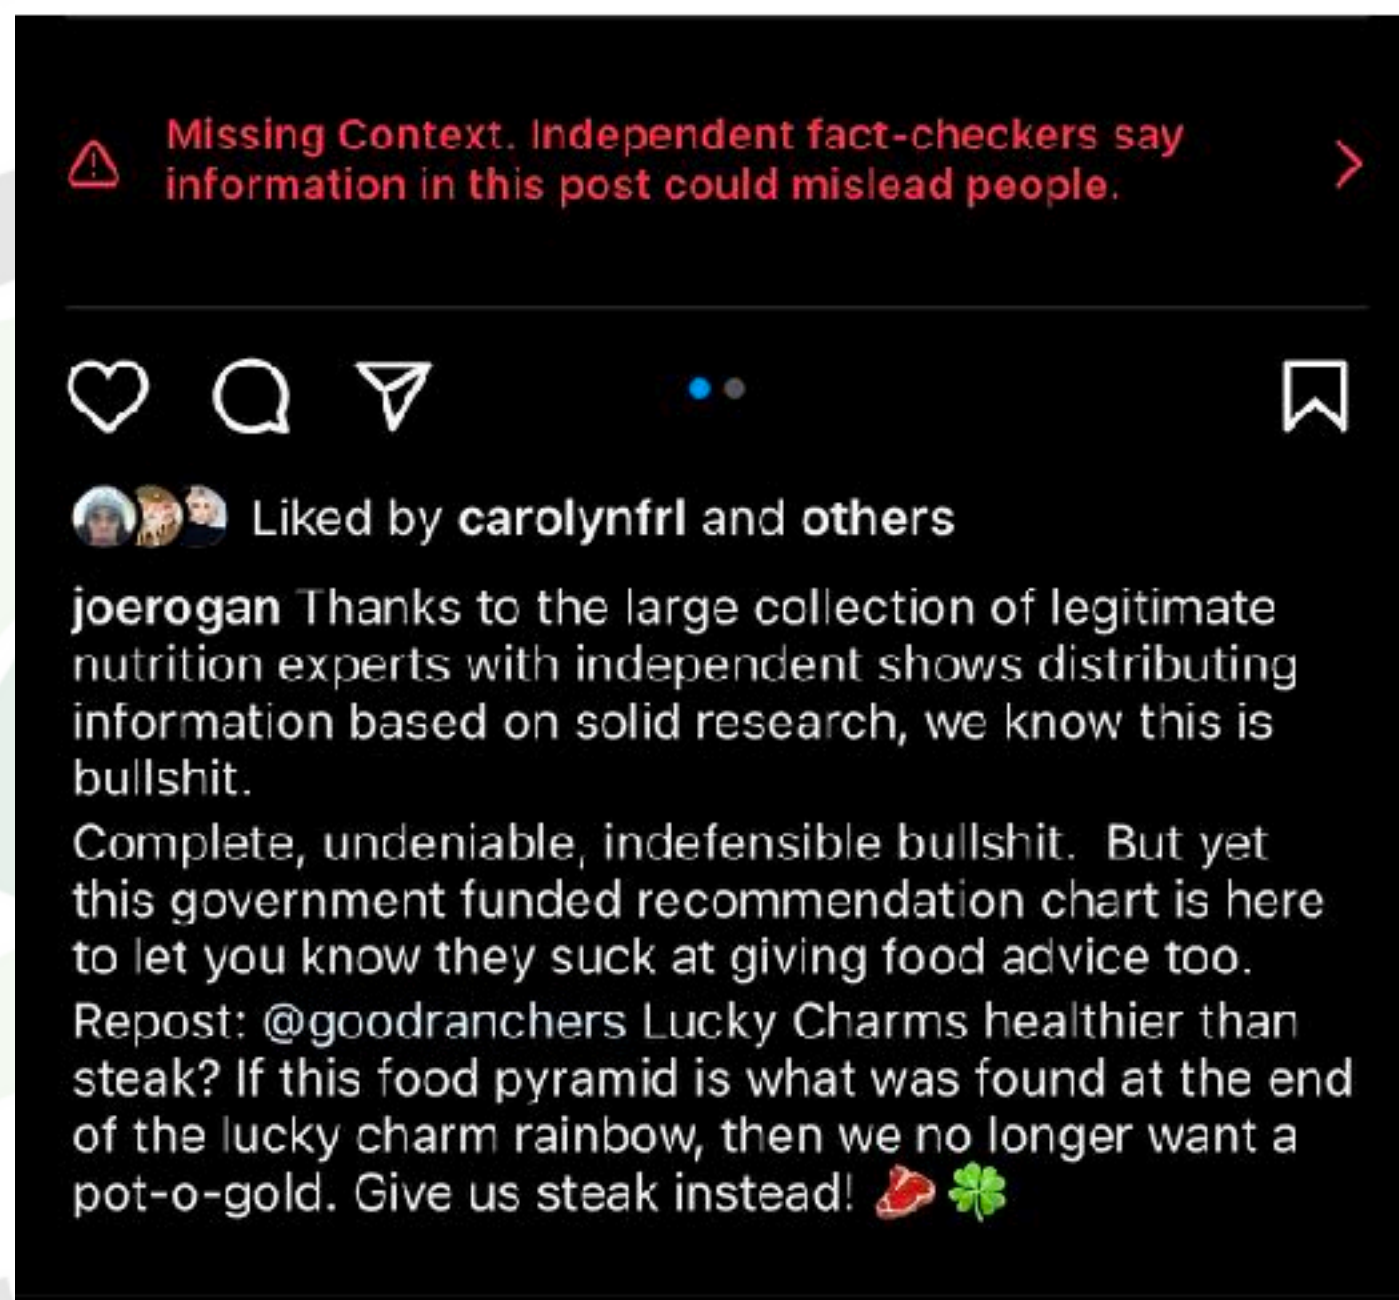 Missing Context. Independent fact-checkers say
information in this post could mislead people.
Liked by carolynfrl and others
joerogan Thanks to the large collection of legitimate
nutrition experts with independent shows distributing
information based on solid research, we know this is
bullshit.
Complete, undeniable, indefensible bullshit.  But yet
this government funded recommendation chart is here
to let you know they suck at giving food advice too.
Repost: @goodranchers Lucky Charms healthier than
steak? If this food pyramid is what was found at the end
of the lucky charm rainbow, then we no longer want a
pot-o-gold. Give us steak instead! 🥩🍀